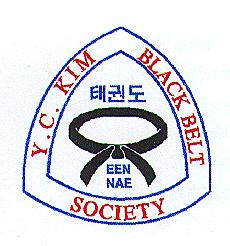 Y. C. KIM
BLACK BELT
SOCIETY
태권도
EEN
NAE